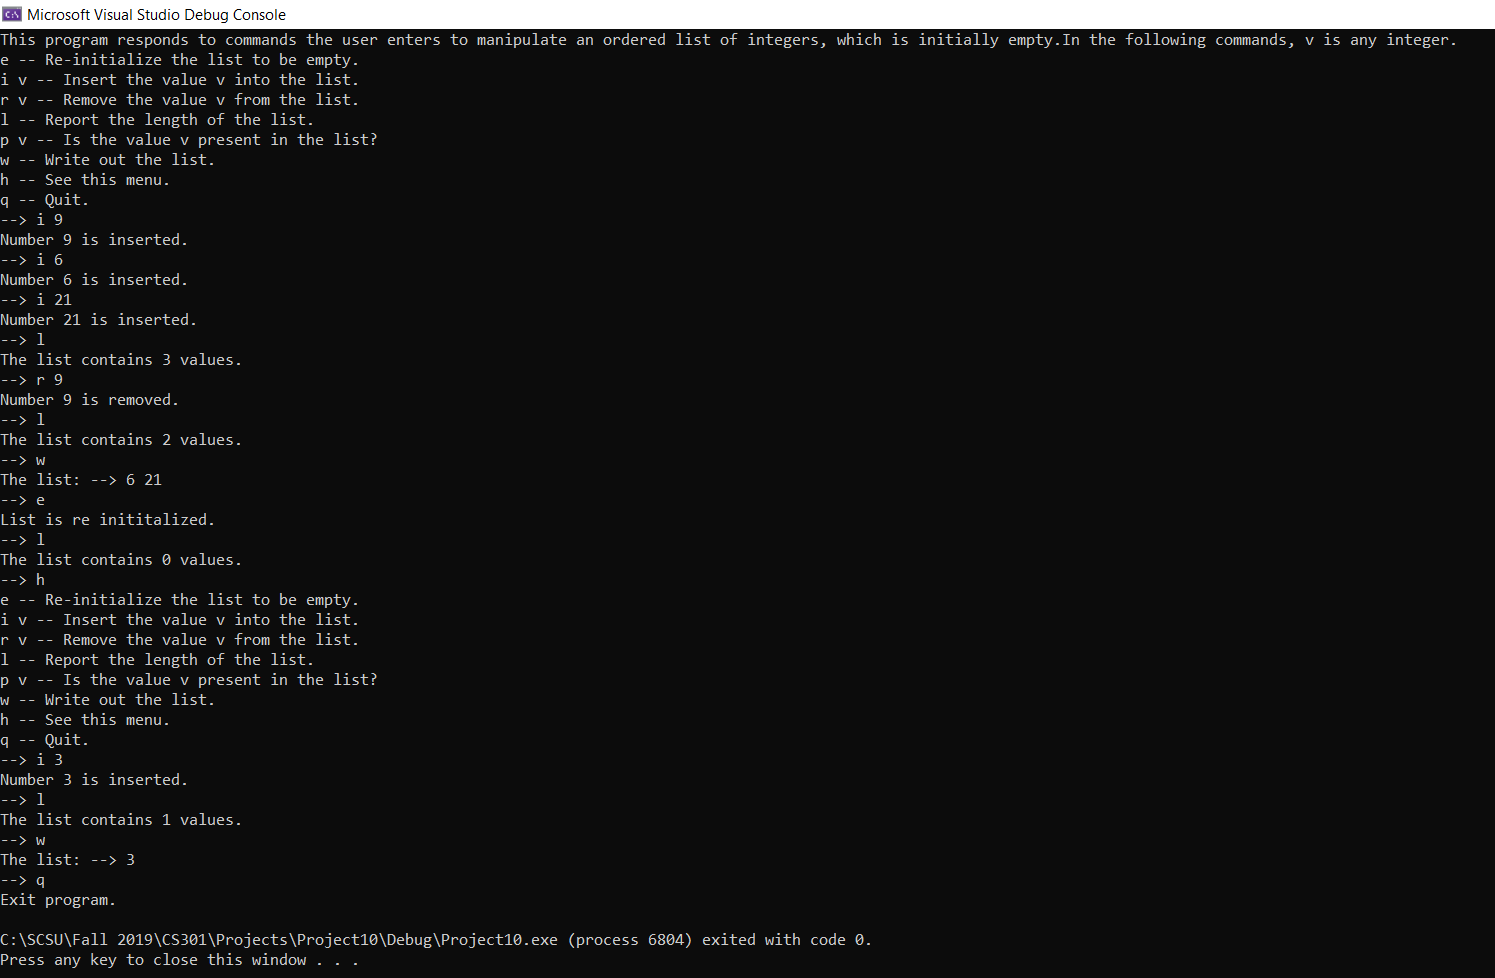 Microsoft Visual Studio Debug Console
This program responds to commands the user enters to manipulate an ordered list of integers, which is initially empty.In the following commands, v is any integer.
e -- Re-initialize the list to be empty.
i v -- Insert the value v into the list.
r v -- Remove the value v from the list.
l -- Report the length of the list.
p v -- Is the value v present in the list?
w -- Write out the list.
h -- See this menu.
q -- Quit.
--> i 9
Number 9 is inserted.
--> i 6
Number 6 is inserted.
--> i 21
Number 21 is inserted.
--> l
The list contains 3 values.
--> r 9
Number 9 is removed.
--> l
The list contains 2 values.
--> w
The list: --> 6 21
--> e
List is re inititalized.
--> l
The list contains 0 values.
--> h
e -- Re-initialize the list to be empty.
i v -- Insert the value v into the list.
r v -- Remove the value v from the list.
l -- Report the length of the list.
p v -- Is the value v present in the list?
w -- Write out the list.
h -- See this menu.
q -- Quit.
--> i 3
Number 3 is inserted.
--> l
The list contains 1 values.
--> w
The list: --> 3
--> q
Exit program.
C:\SCSU\Fall 2019\CS301\Projects\Project10\Debug\Project10.exe (process 6804) exited with code 0.
Press any key to close this window . . .